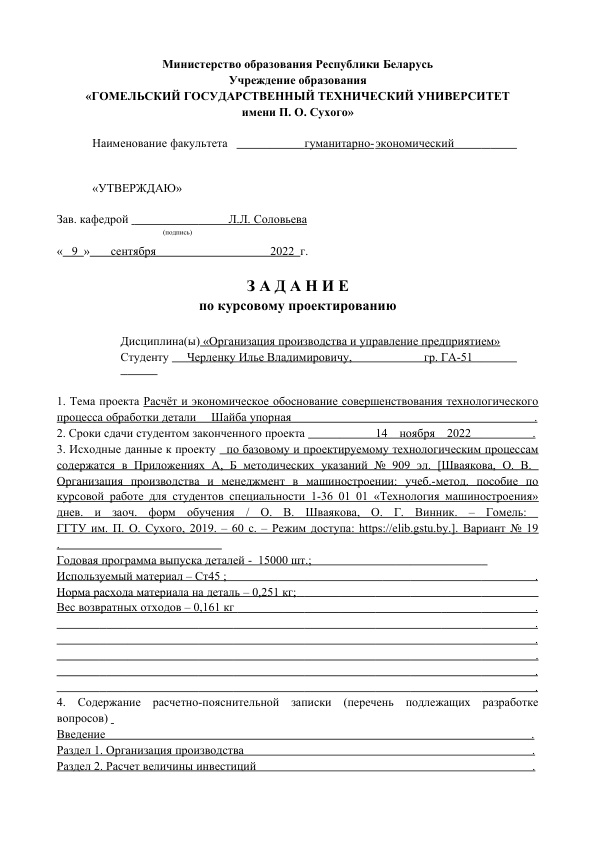 Министерство образования Республики Беларусь
Учреждение образования
«ГОМЕЛЬСКИЙ ГОСУДАРСТВЕННЫЙ ТЕХНИЧЕСКИЙ УНИВЕРСИТЕТ
имени П. О. Сухого»
Наименование факультета гуманитарно-экономический
«УТВЕРЖДАЮ»
Зав. кафедрой Л.Л. Соловьева
(подпись)
« 9 » сентября 2022 г.
З А Д А Н И Е
по курсовому проектированию
Дисциплина(ы) «Организация производства и управление предприятием»
Студенту Черленку Илье Владимировичу, гр. ГА-51
1. Тема проекта Расчёт и экономическое обоснование совершенствования технологического
процесса обработки детали Шайба упорная .
2. Сроки сдачи студентом законченного проекта 14 ноября 2022 .
3. Исходные данные к проекту по базовому и проектируемому технологическим процессам
содержатся в Приложениях А, Б методических указаний № 909 эл. [Шваякова, О. В.
Организация производства и менеджмент в машиностроении: учеб.-метод. пособие по
курсовой работе для студентов специальности 1-36 01 01 «Технология машиностроения»
днев. и заоч. форм обучения / О. В. Шваякова, О. Г. Винник. – Гомель:
ГГТУ им. П. О. Сухого, 2019. – 60 с. – Режим доступа: https://elib.gstu.by.]. Вариант № 19
.
Годовая программа выпуска деталей - 15000 шт.;
Используемый материал – Ст45 ; .
Норма расхода материала на деталь – 0,251 кг; .
Вес возвратных отходов – 0,161 кг .
.
.
.
.
.
4. Содержание расчетно-пояснительной записки (перечень подлежащих разработке
вопросов)
Введение .
Раздел 1. Организация производства .
Раздел 2. Расчет величины инвестиций .